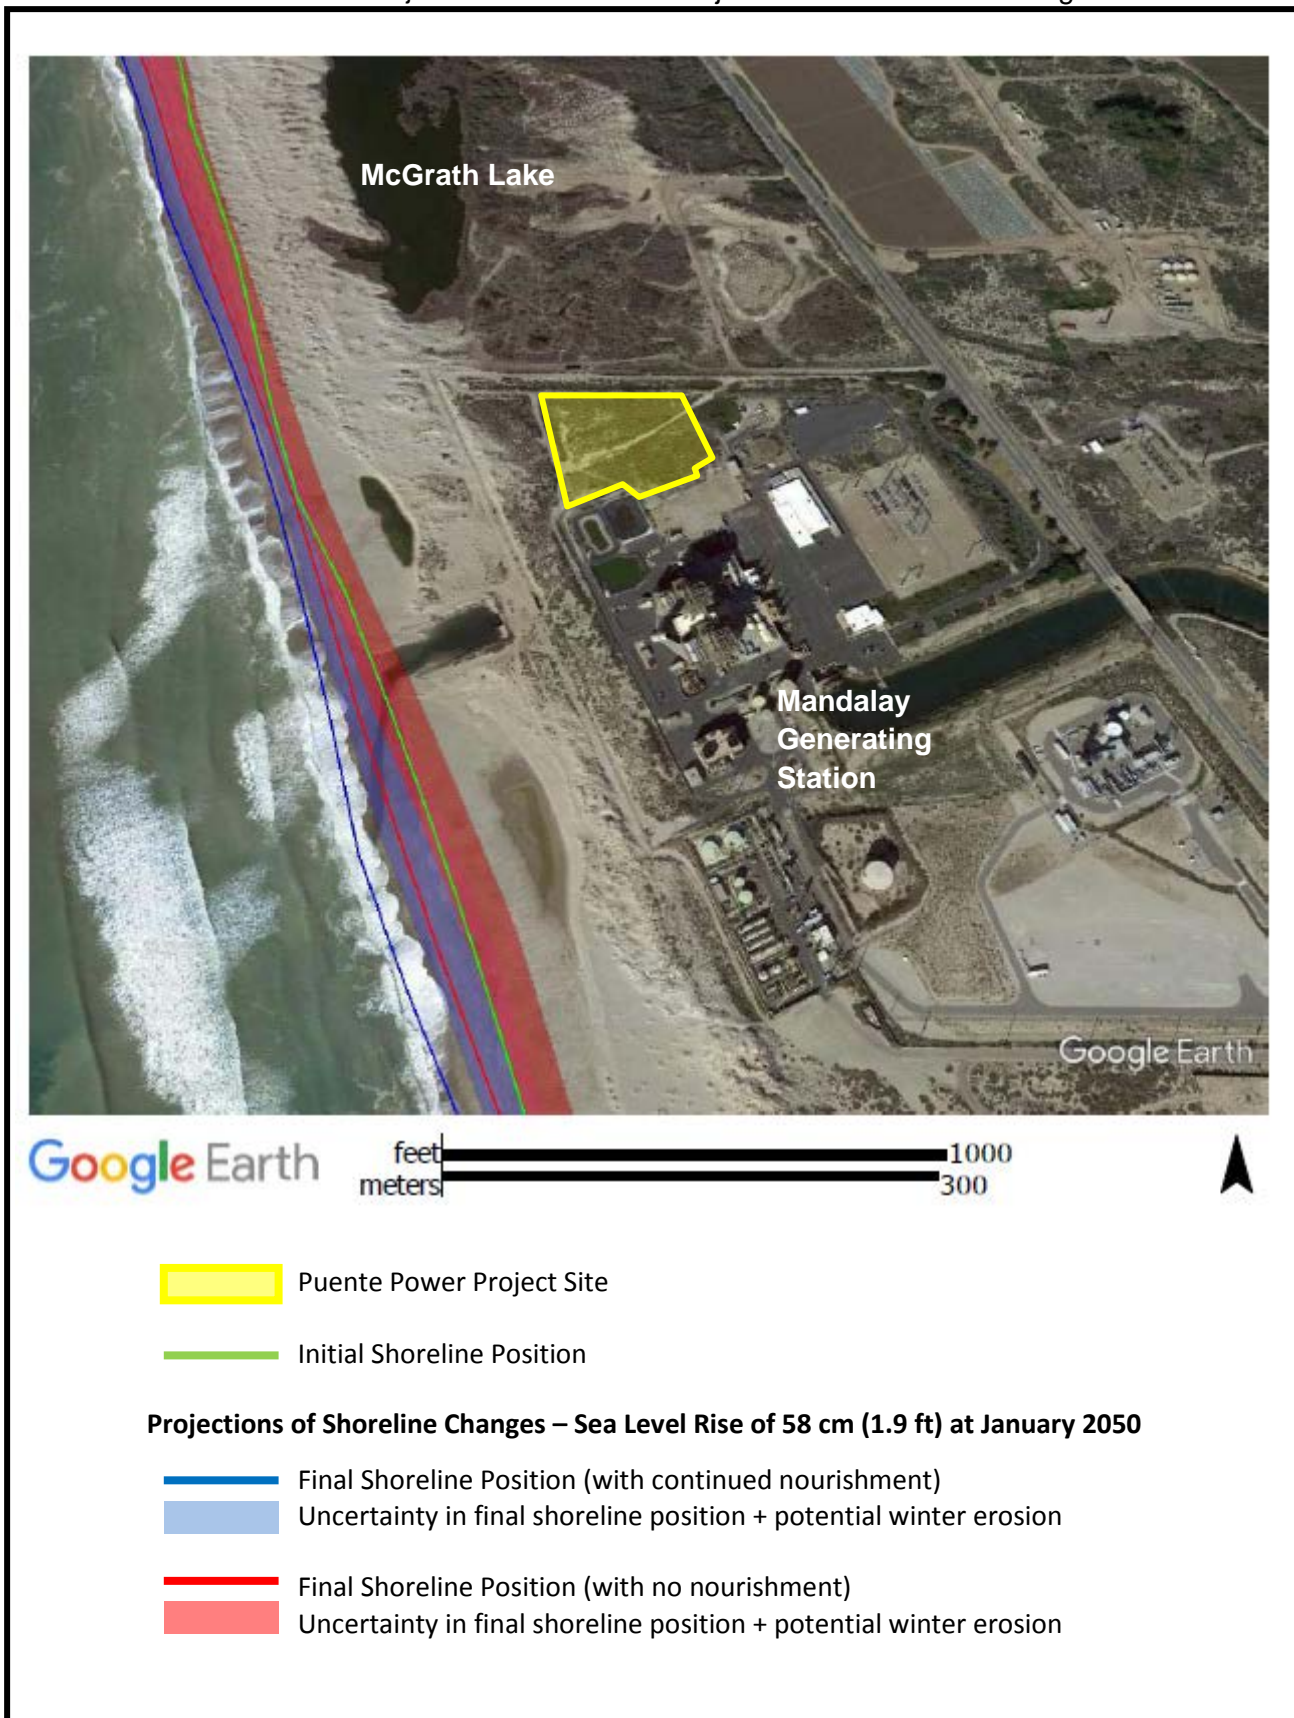 McGrath Lake
Mandalay
Generating
Station
Google Earth
Google Earth
feet 1000
meters 300
Puente Power Project Site
Initial Shoreline Position
Projections of Shoreline Changes – Sea Level Rise of 58 cm (1.9 ft) at January 2050
Final Shoreline Position (with continued nourishment)
Uncertainty in final shoreline position + potential winter erosion
Final Shoreline Position (with no nourishment)
Uncertainty in final shoreline position + potential winter erosion